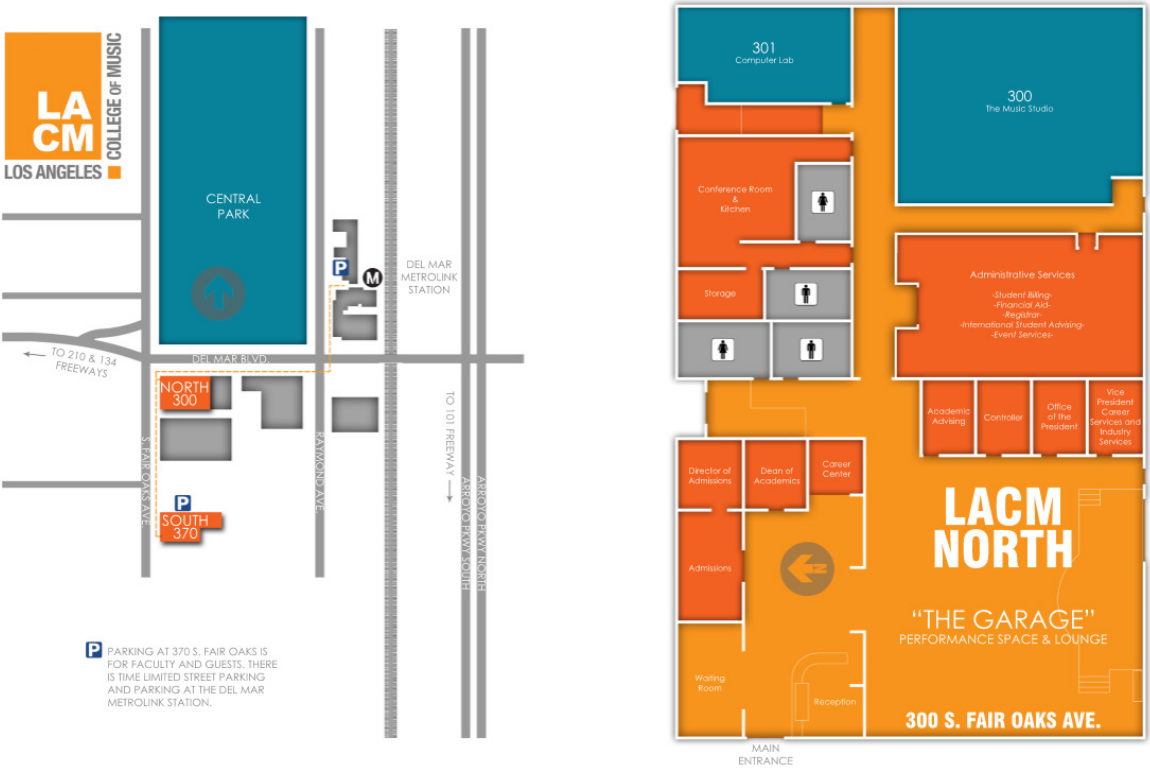 LA
CM
COLLEGE OF MUSIC
LOS ANGELES
CENTRAL
PARK
P
M
DEL MAR
METROLINK
STATION
TO 210 & 134
FREEWAYS
DEL MAR BLVD.
NORTH
300
S. FAIR OAKS AVE.
RAYMOND AVE.
TO 101 FREEWAY
ARROYO PKWY SOUTH
ARROYO PKWY NORTH
P
SOUTH
370
P
PARKING AT 370 S. FAIR OAKS IS
FOR FACULTY AND GUESTS. THERE
IS TIME LIMITED STREET PARKING
AND PARKING AT THE DEL MAR
METROLINK STATION.
301
Computer Lab
300
The Music Studio
Conference Room
&
Kitchen
Storage
Administrative Services
-Student Billing-
-Financial Aid-
-Registrar-
-International Student Advising-
-Event Services-
Academic
Advising
Controller
Office
of the
President
Vice
President
Career
Services and
Industry
Services
Director of
Admissions
Dean of
Academics
Career
Center
Admissions
N
LACM
NORTH
"THE GARAGE"
PERFORMANCE SPACE & LOUNGE
Waiting
Room
Reception
300 S. FAIR OAKS AVE.
MAIN
ENTRANCE